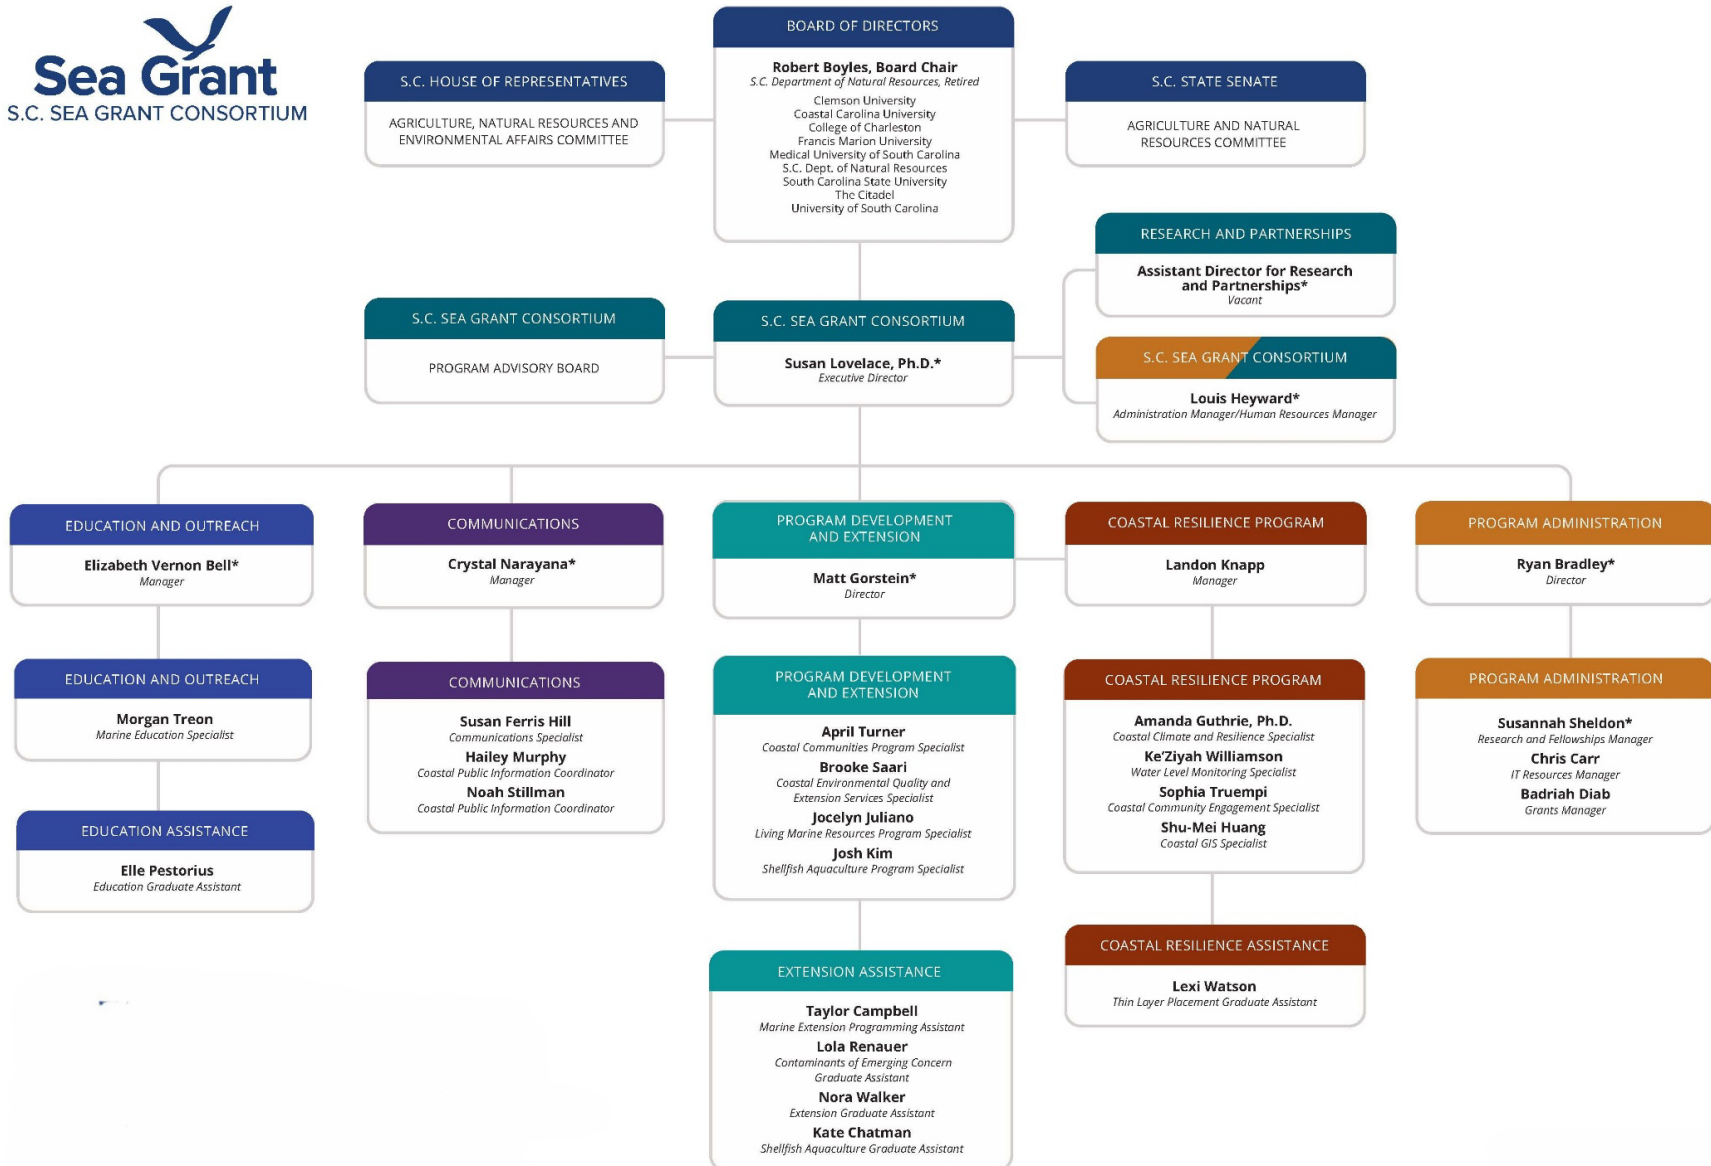 Sea Grant
S.C. SEA GRANT CONSORTIUM
BOARD OF DIRECTORS
Robert Boyles, Board Chair
S.C. Department of Natural Resources, Retired
Clemson University
Coastal Carolina University
College of Charleston
Francis Marion University
Medical University of South Carolina
S.C. Dept. of Natural Resources
South Carolina State University
The Citadel
University of South Carolina
S.C. HOUSE OF REPRESENTATIVES
AGRICULTURE, NATURAL RESOURCES AND
ENVIRONMENTAL AFFAIRS COMMITTEE
S.C. STATE SENATE
AGRICULTURE AND NATURAL
RESOURCES COMMITTEE
RESEARCH AND PARTNERSHIPS
Assistant Director for Research
and Partnerships*
Vacant
S.C. SEA GRANT CONSORTIUM
PROGRAM ADVISORY BOARD
S.C. SEA GRANT CONSORTIUM
Susan Lovelace, Ph.D.*
Executive Director
S.C. SEA GRANT CONSORTIUM
Louis Heyward*
Administration Manager/Human Resources Manager
EDUCATION AND OUTREACH
Elizabeth Vernon Bell*
Manager
COMMUNICATIONS
Crystal Narayana*
Manager
PROGRAM DEVELOPMENT
AND EXTENSION
Matt Gorstein*
Director
COASTAL RESILIENCE PROGRAM
Landon Knapp
Manager
PROGRAM ADMINISTRATION
Ryan Bradley*
Director
EDUCATION AND OUTREACH
Morgan Treon
Marine Education Specialist
EDUCATION ASSISTANCE
Elle Pestorius
Education Graduate Assistant
COMMUNICATIONS
Susan Ferris Hill
Communications Specialist
Hailey Murphy
Coastal Public Information Coordinator
Noah Stillman
Coastal Public Information Coordinator
PROGRAM DEVELOPMENT
AND EXTENSION
April Turner
Coastal Communities Program Specialist
Brooke Saari
Coastal Environmental Quality and
Extension Services Specialist
Jocelyn Juliano
Living Marine Resources Program Specialist
Josh Kim
Shellfish Aquaculture Program Specialist
EXTENSION ASSISTANCE
Taylor Campbell
Marine Extension Programming Assistant
Lola Renauer
Contaminants of Emerging Concern
Graduate Assistant
Nora Walker
Extension Graduate Assistant
Kate Chatman
Shellfish Aquaculture Graduate Assistant
COASTAL RESILIENCE PROGRAM
Amanda Guthrie, Ph.D.
Coastal Climate and Resilience Specialist
Ke'Ziyah Williamson
Water Level Monitoring Specialist
Sophia Truempi
Coastal Community Engagement Specialist
Shu-Mei Huang
Coastal GIS Specialist
COASTAL RESILIENCE ASSISTANCE
Lexi Watson
Thin Layer Placement Graduate Assistant
PROGRAM ADMINISTRATION
Susannah Sheldon*
Research and Fellowships Manager
Chris Carr
IT Resources Manager
Badriah Diab
Grants Manager